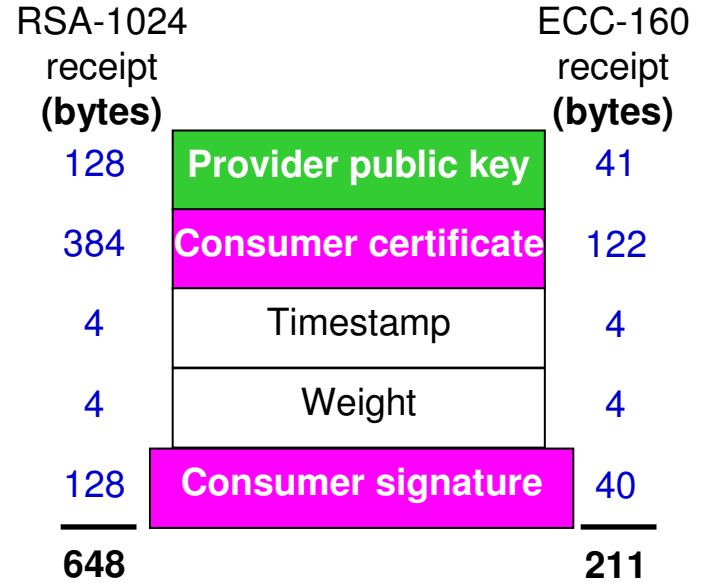 RSA-1024 ECC-160
receipt receipt
(bytes) (bytes)
128 Provider public key 41
384 Consumer certificate 122
4 Timestamp 4
4 Weight 4
128 Consumer signature 40
648 211